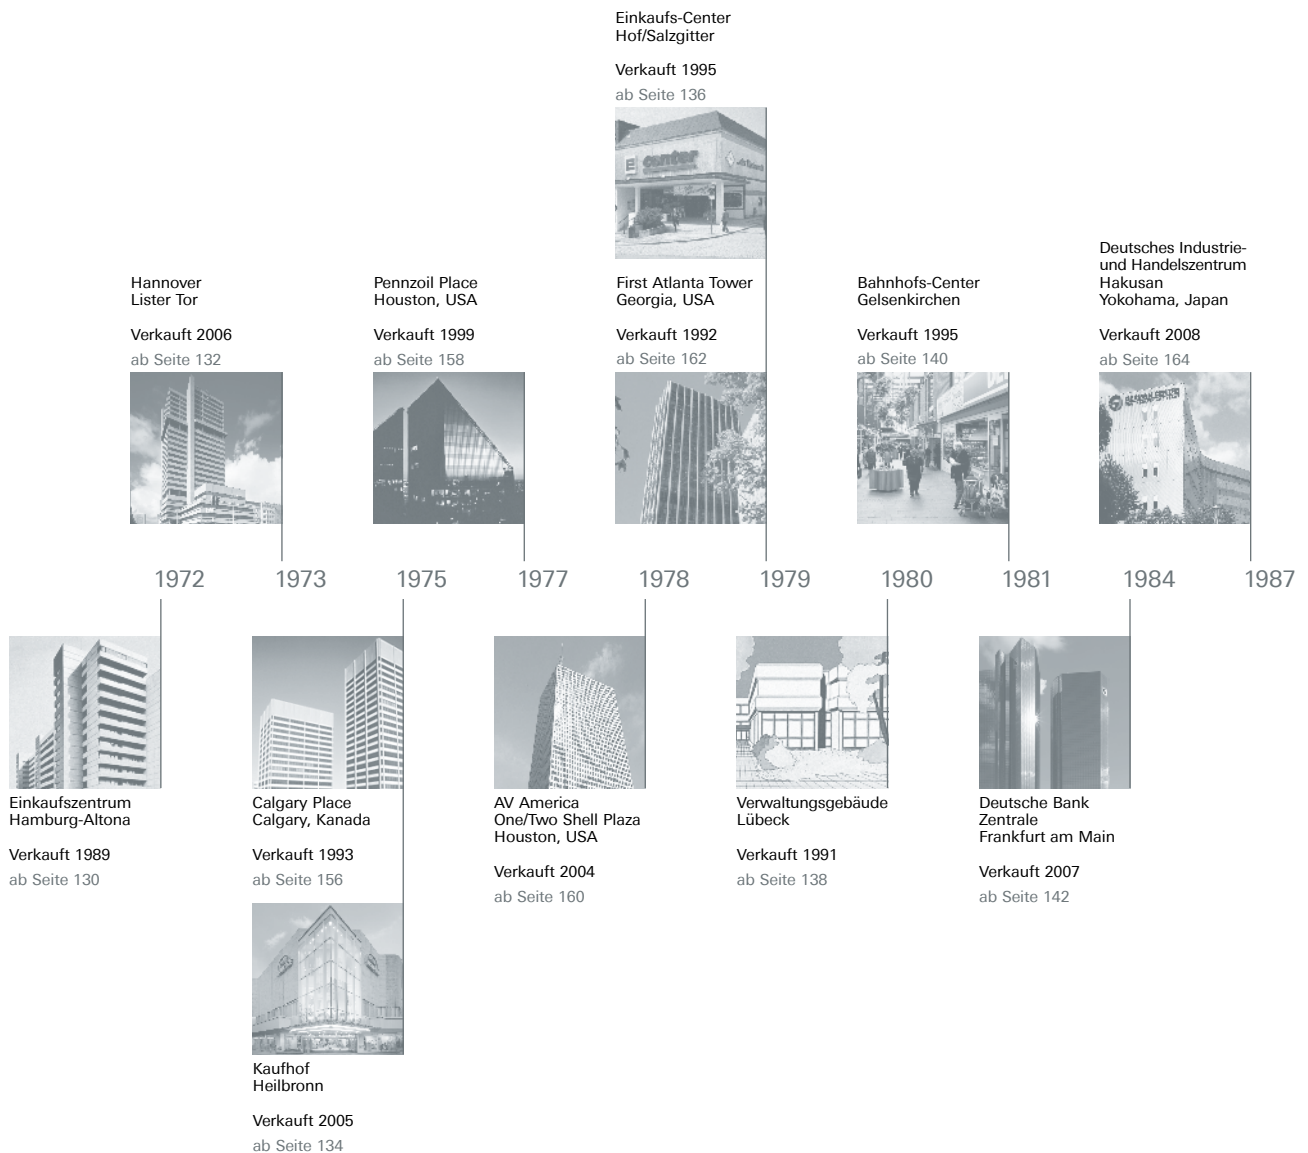 Einkaufs-Center
Hof/Salzgitter
Verkauft 1995
ab Seite 136
center
Hannover
Lister Tor
Verkauft 2006
ab Seite 132
Pennzoil Place
Houston, USA
Verkauft 1999
ab Seite 158
First Atlanta Tower
Georgia, USA
Verkauft 1992
ab Seite 162
Bahnhofs-Center
Gelsenkirchen
Verkauft 1995
ab Seite 140
Deutsches Industrie-
und Handelszentrum
Hakusan
Yokohama, Japan
Verkauft 2008
ab Seite 164
1972 1973 1975 1977 1978 1979 1980 1981 1984 1987
Einkaufszentrum
Hamburg-Altona
Verkauft 1989
ab Seite 130
Calgary Place
Calgary, Kanada
Verkauft 1993
ab Seite 156
AV America
One/Two Shell Plaza
Houston, USA
Verkauft 2004
ab Seite 160
Verwaltungsgebäude
Lübeck
Verkauft 1991
ab Seite 138
Deutsche Bank
Zentrale
Frankfurt am Main
Verkauft 2007
ab Seite 142
Kaufhof
Heilbronn
Verkauft 2005
ab Seite 134